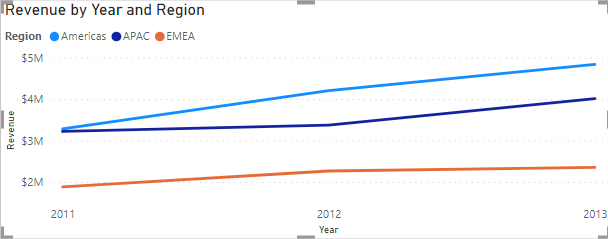 Revenue by Year and Region
Region Americas APAC EMEA
$5M
$4M
$3M
$2M
Revenue
2011 2012 2013
Year